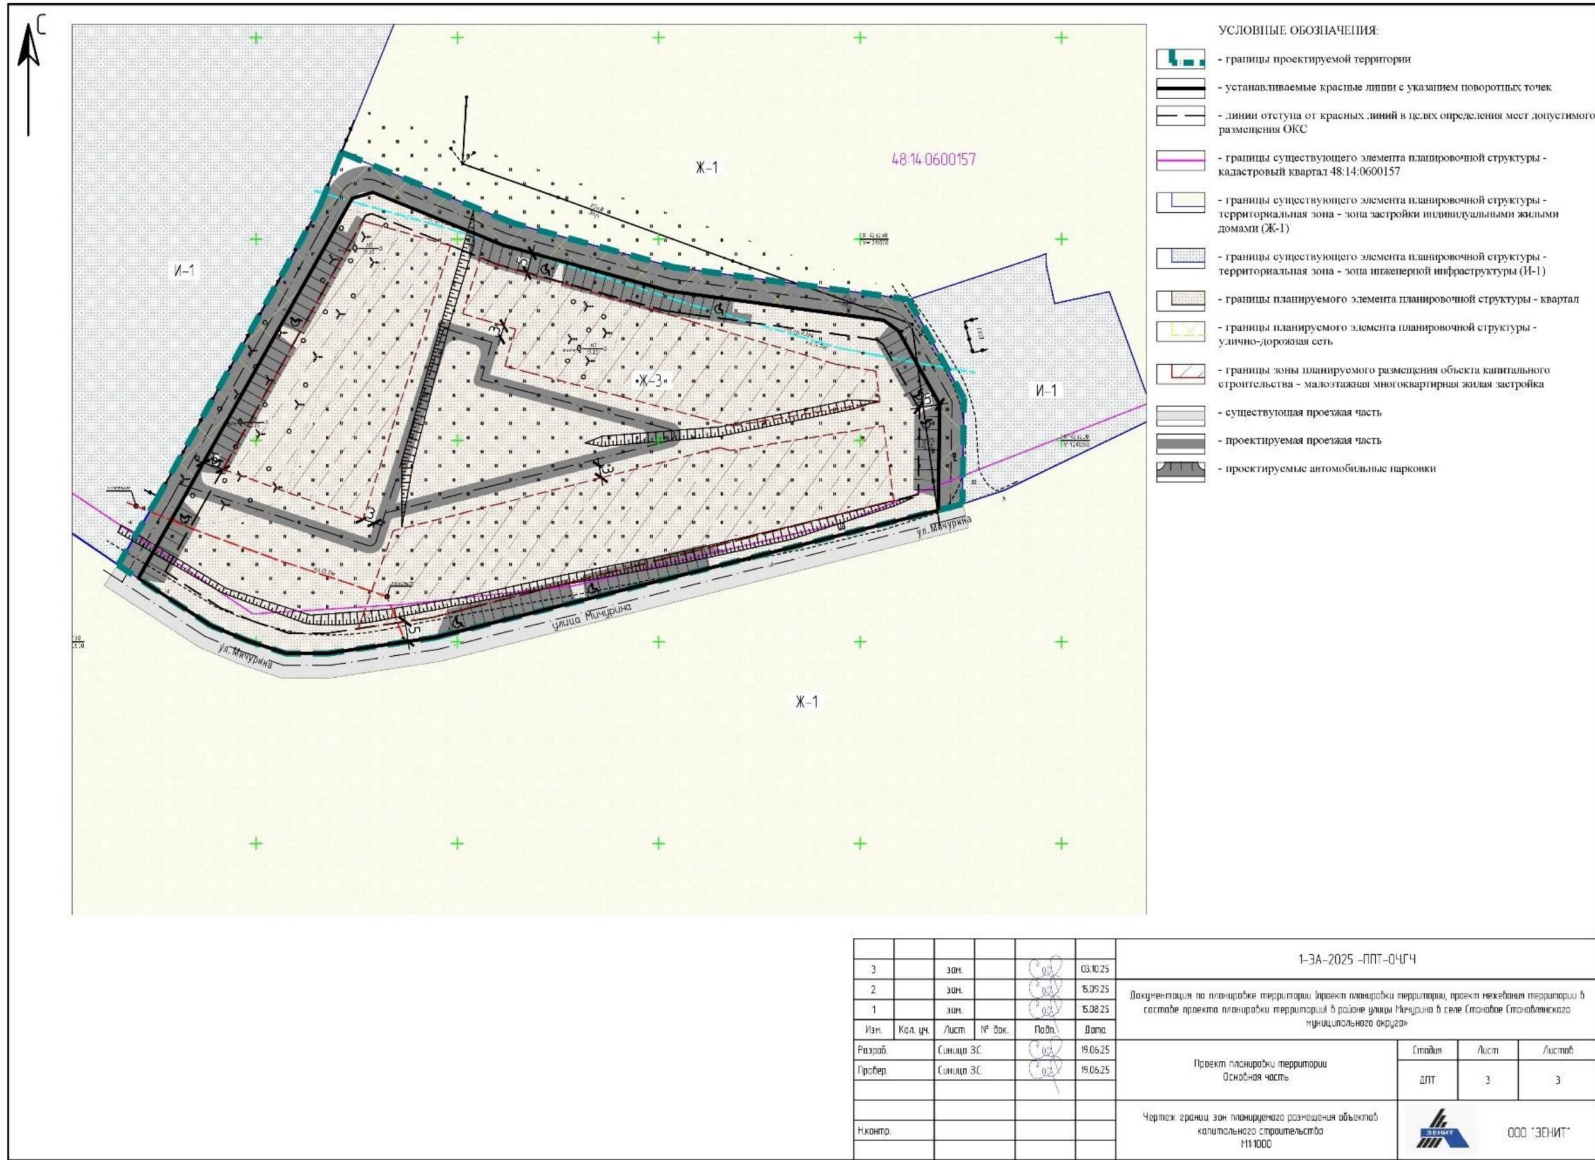 С
УСЛОВНЫЕ ОБОЗНАЧЕНИЯ:
- границы проектируемой территории
- устанавливаемые красные линии с указанием поворотных точек
- линии отступа от красных линий в целях определения мест допустимого
размещения ОКС
- границы существующего элемента планировочной структуры -
кадастровый квартал 48:14:0600157
- границы существующего элемента планировочной структуры -
территориальная зона - зона застройки индивидуальными жилыми
домами (Ж-1)
- границы существующего элемента планировочной структуры -
территориальная зона - зона инженерной инфраструктуры (И-1)
- границы планируемого элемента планировочной структуры - квартал
- границы планируемого элемента планировочной структуры -
улично-дорожная сеть
- границы зоны планируемого размещения объекта капитального
строительства - малоэтажная многоквартирная жилая застройка
- существующая проезжая часть
- проектируемая проезжая часть
- проектируемые автомобильные парковки
48:14:0600157
Ж-1
И-1
«Ж-3»
И-1
5
3
5
3
3
5
ул. Мичурина
улица Мичурина
ул. Мичурина
Ж-1
3 зам. 03.10.25
2 зам. 15.09.25
1 зам. 15.08.25
Изм. Кол. уч. Лист № док. Подп. Дата
Разраб. Синица З.С. 19.06.25
Провер. Синица З.С. 19.06.25
Н.контр.
1-ЗА-2025 -ППТ-ОЧ.ГЧ
Документация по планировке территории (проект планировки территории, проект межевания территории в
составе проекта планировки территории) в районе улицы Мичурина в селе Становое Становлянского
муниципального округа»
Проект планировки территории
Основная часть
Стадия Лист Листов
ДПТ 3 3
Чертеж границ зон планируемого размещения объектов
капитального строительства
М1:1000
ЗЕНИТ
ООО "ЗЕНИТ"